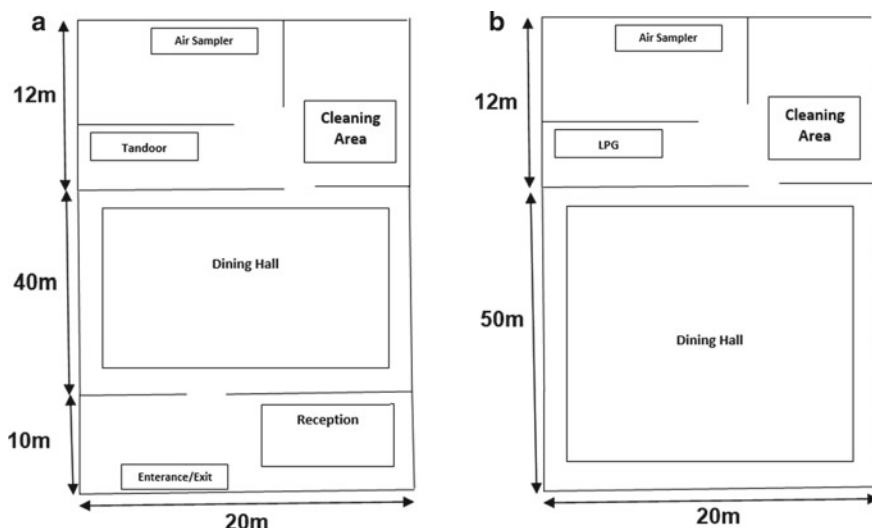 a
Air Sampler
12m
Cleaning
Area
Tandoor
40m
Dining Hall
10m
Reception
Enterance/Exit
20m
b
Air Sampler
12m
Cleaning
Area
LPG
50m
Dining Hall
20m